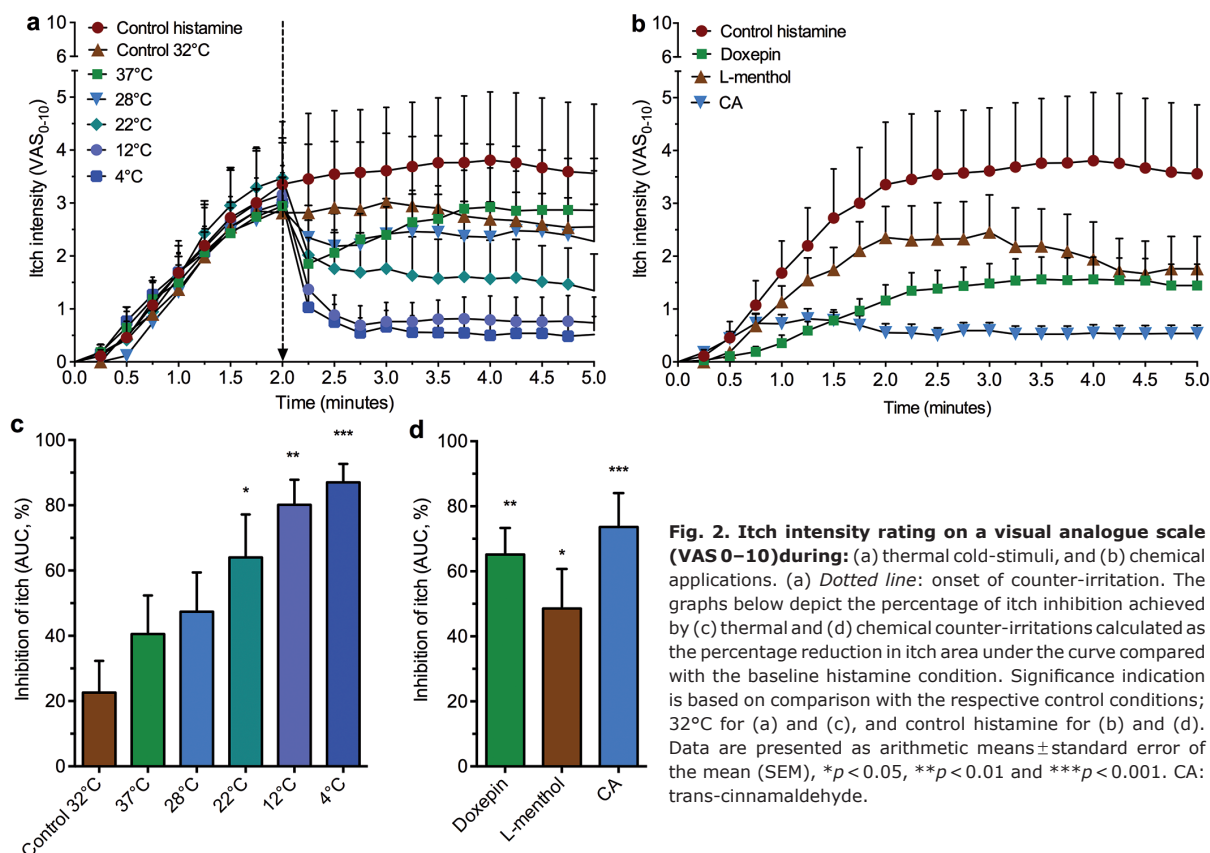 a
Itch intensity (VAS0-10)
10
6
5
4
3
2
1
0
Control histamine
Control 32°C
37°C
28°C
22°C
12°C
4°C
0.0 0.5 1.0 1.5 2.0 2.5 3.0 3.5 4.0 4.5 5.0
Time (minutes)
b
Itch intensity (VAS0-10)
10
6
5
4
3
2
1
0
Control histamine
Doxepin
L-menthol
CA
0.0 0.5 1.0 1.5 2.0 2.5 3.0 3.5 4.0 4.5 5.0
Time (minutes)
c
Inhibition of itch (AUC, %)
100
80
60
40
20
0
*
**
***
Control 32°C
37°C
28°C
22°C
12°C
4°C
d
Inhibition of itch (AUC, %)
100
80
60
40
20
0
**
*
***
Doxepin
L-menthol
CA
Fig. 2. Itch intensity rating on a visual analogue scale
(VAS 0–10)during: (a) thermal cold-stimuli, and (b) chemical
applications. (a) Dotted line: onset of counter-irritation. The
graphs below depict the percentage of itch inhibition achieved
by (c) thermal and (d) chemical counter-irritations calculated as
the percentage reduction in itch area under the curve compared
with the baseline histamine condition. Significance indication
is based on comparison with the respective control conditions;
32°C for (a) and (c), and control histamine for (b) and (d).
Data are presented as arithmetic means±standard error of
the mean (SEM), *p<0.05, **p<0.01 and ***p<0.001. CA:
trans-cinnamaldehyde.